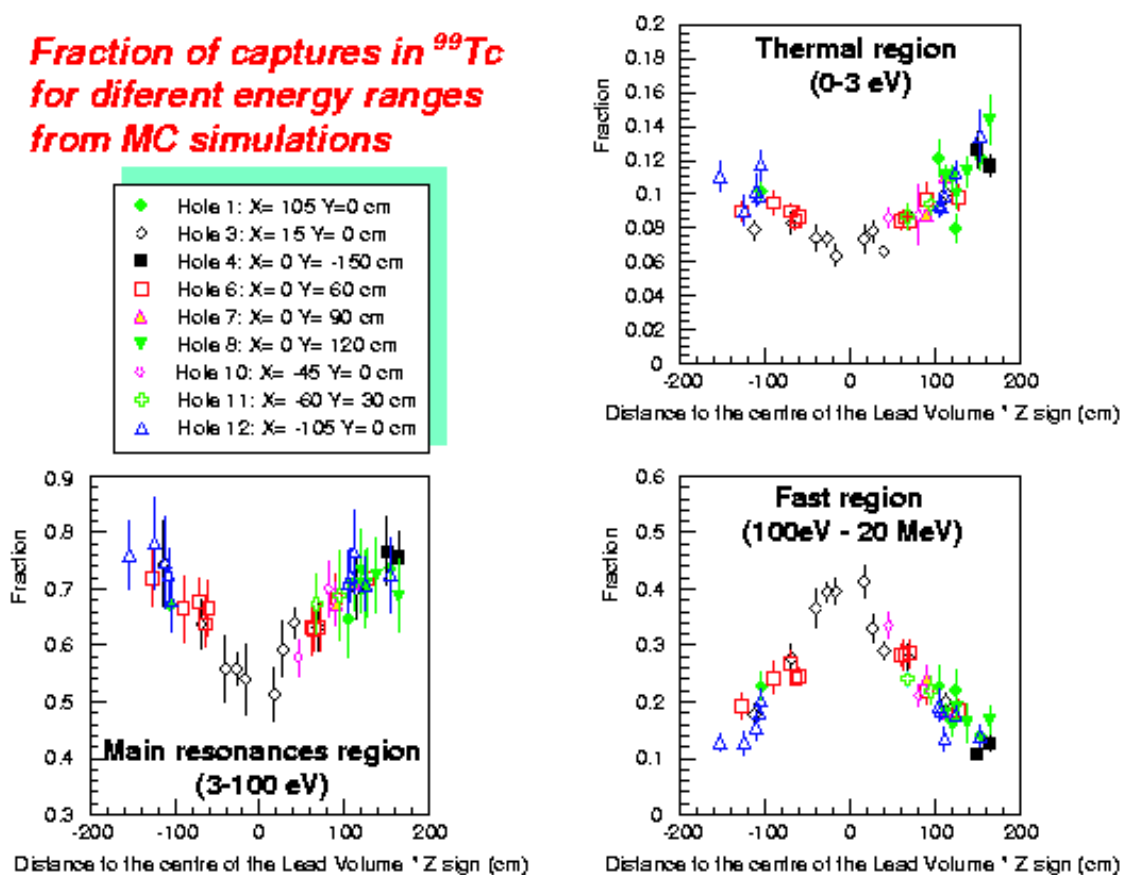 Fraction of captures in ⁹⁹Tc
for diferent energy ranges
from MC simulations
Hole 1: X= 105 Y=0 cm
Hole 3: X= 15 Y= 0 cm
Hole 4: X= 0 Y= -150 cm
Hole 6: X= 0 Y= 60 cm
Hole 7: X= 0 Y= 90 cm
Hole 8: X= 0 Y= 120 cm
Hole 10: X= -45 Y= 0 cm
Hole 11: X= -60 Y= 30 cm
Hole 12: X= -105 Y= 0 cm
Fraction
0.2
0.18
0.16
0.14
0.12
0.1
0.08
0.06
0.04
0.02
0
Thermal region
(0-3 eV)
-200 -100 0 100 200
Distance to the centre of the Lead Volume * Z sign (cm)
Fraction
0.9
0.8
0.7
0.6
0.5
0.4
0.3
Main resonances region
(3-100 eV)
-200 -100 0 100 200
Distance to the centre of the Lead Volume * Z sign (cm)
Fraction
0.6
0.5
0.4
0.3
0.2
0.1
0
Fast region
(100eV - 20 MeV)
-200 -100 0 100 200
Distance to the centre of the Lead Volume * Z sign (cm)